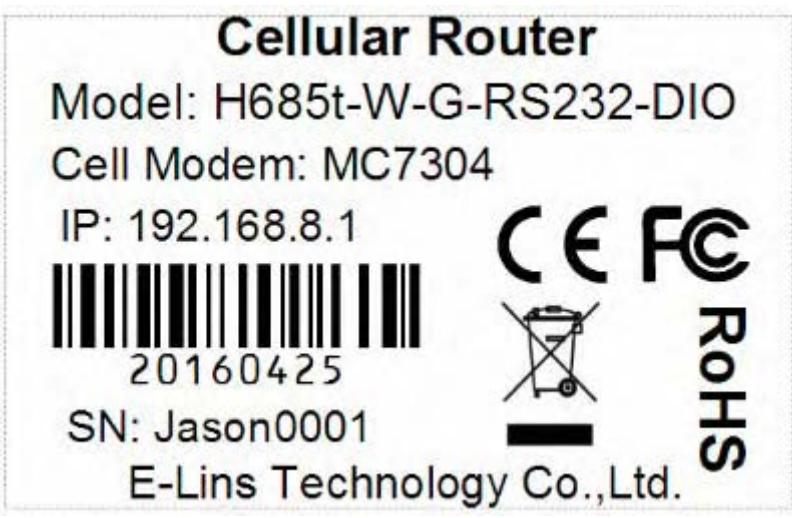 Cellular Router
Model: H685t-W-G-RS232-DIO
Cell Modem: MC7304
IP: 192.168.8.1
CE FC
20160425
RoHS
SN: Jason0001
E-Lins Technology Co.,Ltd.